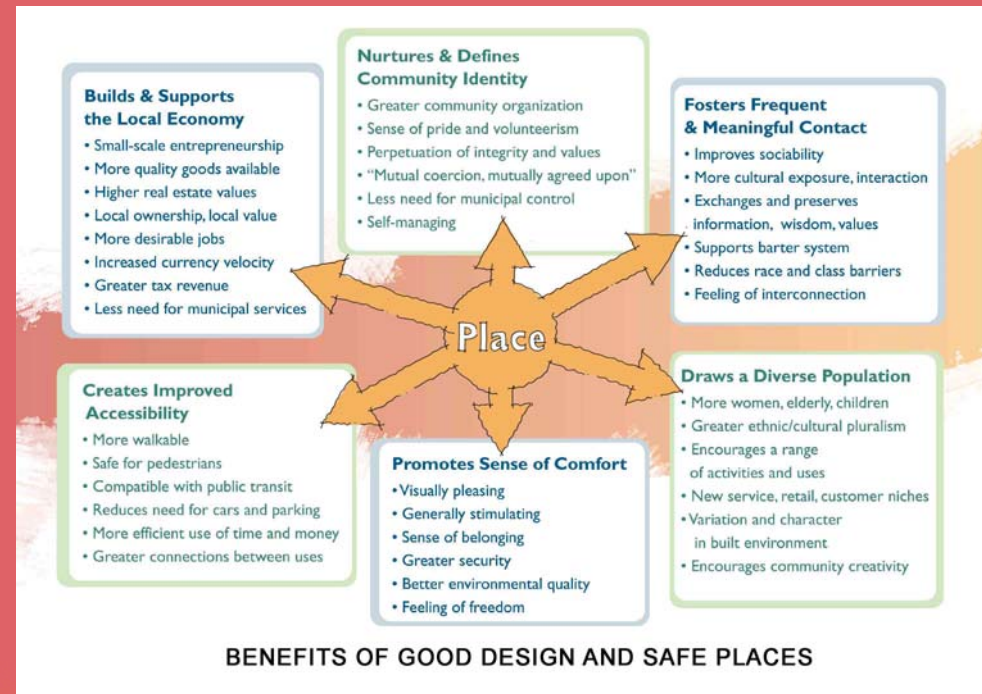 Nurtures & Defines
Community Identity
• Greater community organization
• Sense of pride and volunteerism
• Perpetuation of integrity and values
• “Mutual coercion, mutually agreed upon”
• Less need for municipal control
• Self-managing
Builds & Supports
the Local Economy
• Small-scale entrepreneurship
• More quality goods available
• Higher real estate values
• Local ownership, local value
• More desirable jobs
• Increased currency velocity
• Greater tax revenue
• Less need for municipal services
Fosters Frequent
& Meaningful Contact
• Improves sociability
• More cultural exposure, interaction
• Exchanges and preserves
information, wisdom, values
• Supports barter system
• Reduces race and class barriers
• Feeling of interconnection
Place
Creates Improved
Accessibility
• More walkable
• Safe for pedestrians
• Compatible with public transit
• Reduces need for cars and parking
• More efficient use of time and money
• Greater connections between uses
Promotes Sense of Comfort
• Visually pleasing
• Generally stimulating
• Sense of belonging
• Greater security
• Better environmental quality
• Feeling of freedom
Draws a Diverse Population
• More women, elderly, children
• Greater ethnic/cultural pluralism
• Encourages a range
of activities and uses
• New service, retail, customer niches
• Variation and character
in built environment
• Encourages community creativity
BENEFITS OF GOOD DESIGN AND SAFE PLACES